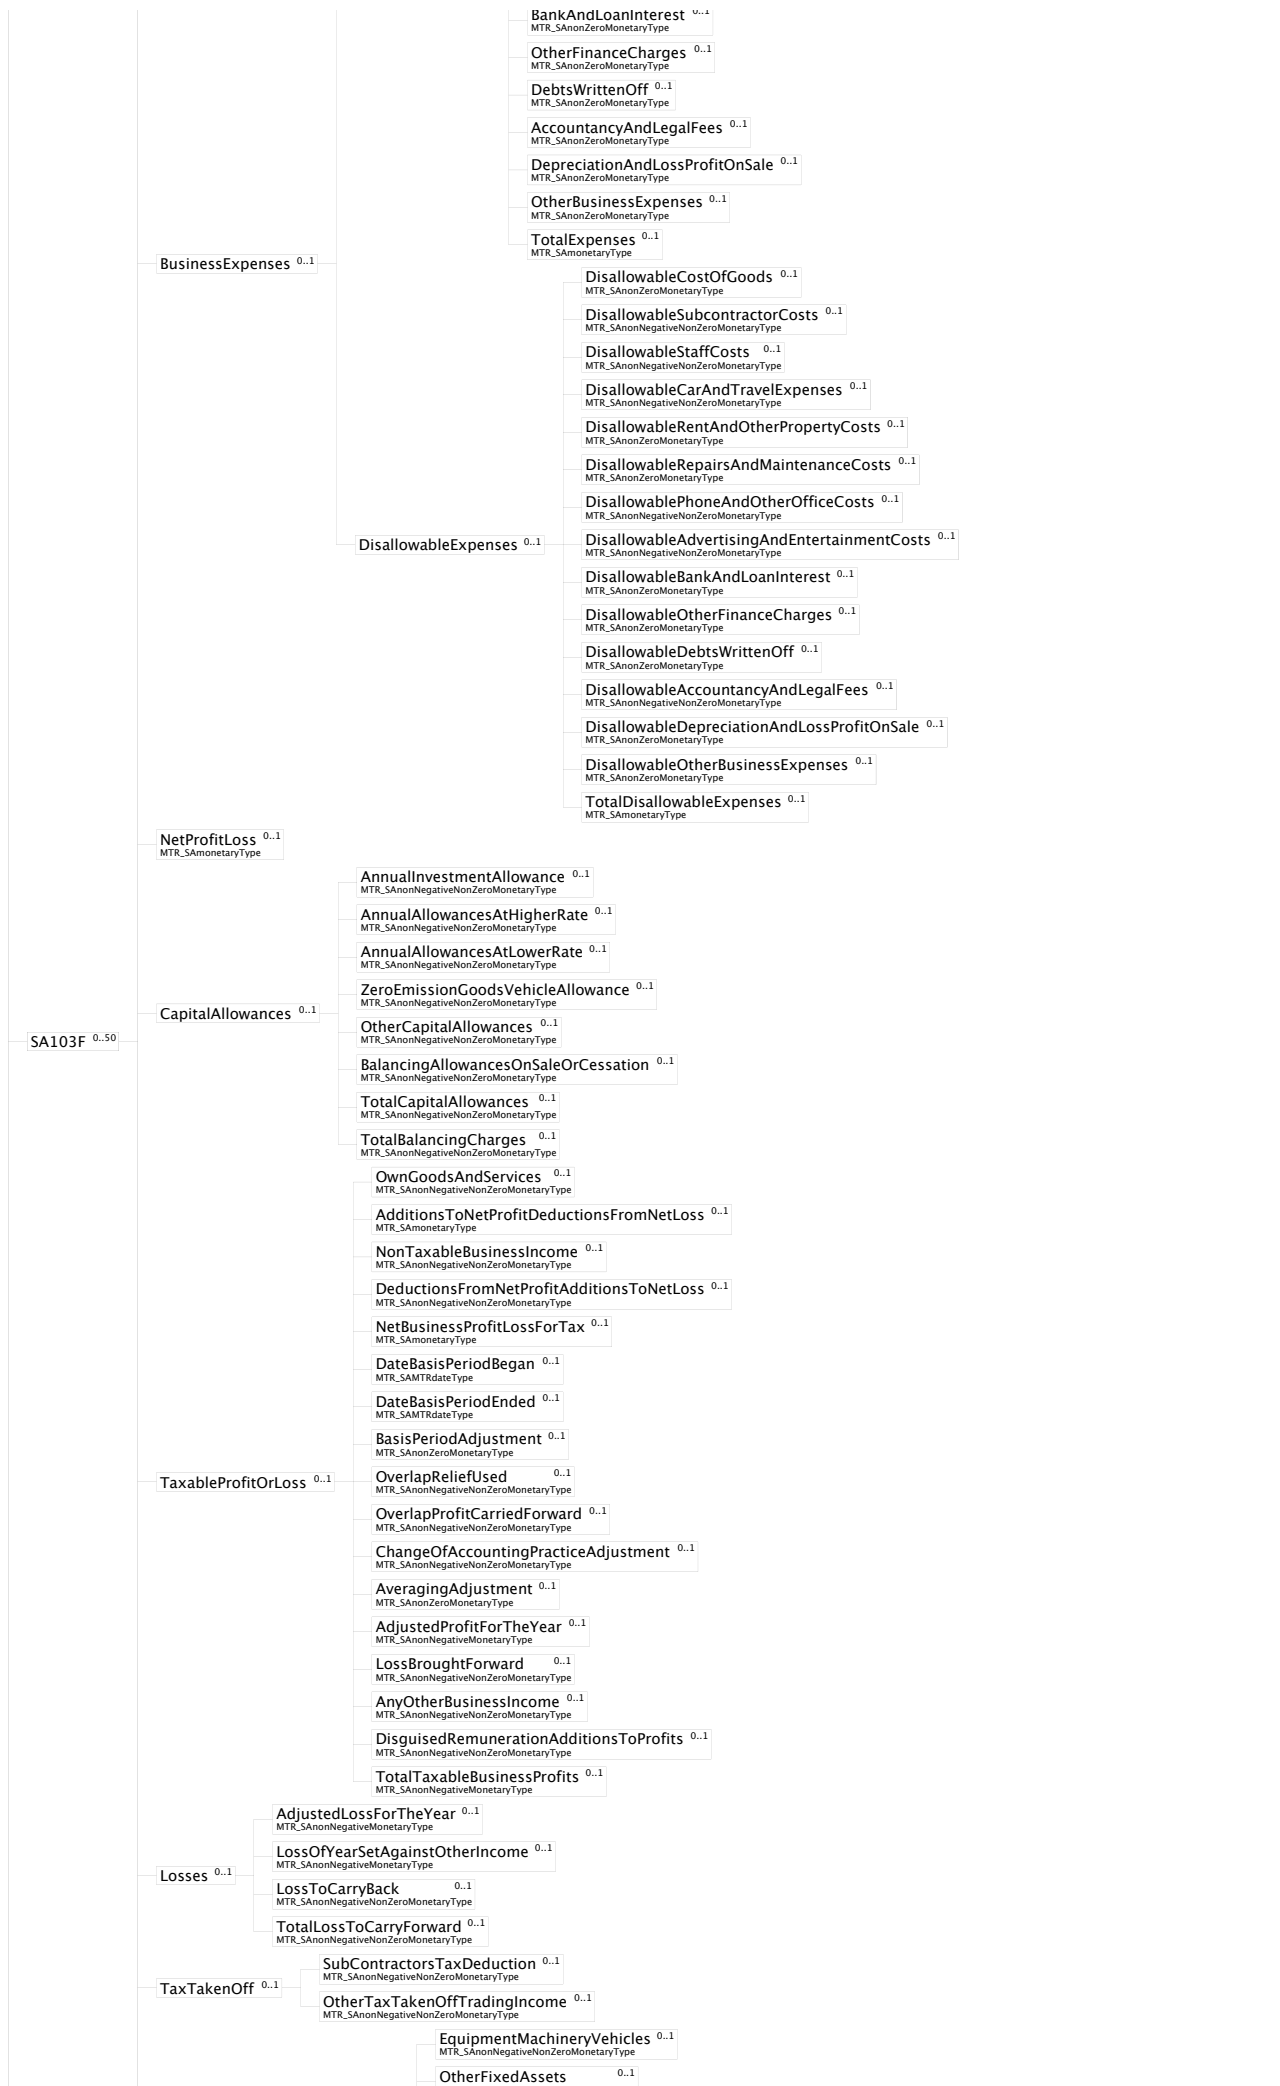 BankAndLoanInterest 0..1
MTR_SAnonZeroMonetaryType
OtherFinanceCharges 0..1
MTR_SAnonZeroMonetaryType
DebtsWrittenOff 0..1
MTR_SAnonZeroMonetaryType
AccountancyAndLegalFees 0..1
MTR_SAnonZeroMonetaryType
DepreciationAndLossProfitOnSale 0..1
MTR_SAnonZeroMonetaryType
OtherBusinessExpenses 0..1
MTR_SAnonZeroMonetaryType
TotalExpenses 0..1
MTR_SAmonetaryType
BusinessExpenses 0..1
DisallowableCostOfGoods 0..1
MTR_SAnonZeroMonetaryType
DisallowableSubcontractorCosts 0..1
MTR_SAnonNegativeNonZeroMonetaryType
DisallowableStaffCosts 0..1
MTR_SAnonNegativeNonZeroMonetaryType
DisallowableCarAndTravelExpenses 0..1
MTR_SAnonNegativeNonZeroMonetaryType
DisallowableRentAndOtherPropertyCosts 0..1
MTR_SAnonZeroMonetaryType
DisallowableRepairsAndMaintenanceCosts 0..1
MTR_SAnonZeroMonetaryType
DisallowablePhoneAndOtherOfficeCosts 0..1
MTR_SAnonNegativeNonZeroMonetaryType
DisallowableExpenses 0..1
DisallowableAdvertisingAndEntertainmentCosts 0..1
MTR_SAnonNegativeNonZeroMonetaryType
DisallowableBankAndLoanInterest 0..1
MTR_SAnonZeroMonetaryType
DisallowableOtherFinanceCharges 0..1
MTR_SAnonZeroMonetaryType
DisallowableDebtsWrittenOff 0..1
MTR_SAnonZeroMonetaryType
DisallowableAccountancyAndLegalFees 0..1
MTR_SAnonNegativeNonZeroMonetaryType
DisallowableDepreciationAndLossProfitOnSale 0..1
MTR_SAnonZeroMonetaryType
DisallowableOtherBusinessExpenses 0..1
MTR_SAnonZeroMonetaryType
TotalDisallowableExpenses 0..1
MTR_SAmonetaryType
NetProfitLoss 0..1
MTR_SAmonetaryType
AnnualInvestmentAllowance 0..1
MTR_SAnonNegativeNonZeroMonetaryType
AnnualAllowancesAtHigherRate 0..1
MTR_SAnonNegativeNonZeroMonetaryType
AnnualAllowancesAtLowerRate 0..1
MTR_SAnonNegativeNonZeroMonetaryType
ZeroEmissionGoodsVehicleAllowance 0..1
MTR_SAnonNegativeNonZeroMonetaryType
CapitalAllowances 0..1
OtherCapitalAllowances 0..1
MTR_SAnonNegativeNonZeroMonetaryType
SA103F 0..50
BalancingAllowancesOnSaleOrCessation 0..1
MTR_SAnonNegativeNonZeroMonetaryType
TotalCapitalAllowances 0..1
MTR_SAnonNegativeNonZeroMonetaryType
TotalBalancingCharges 0..1
MTR_SAnonNegativeNonZeroMonetaryType
OwnGoodsAndServices 0..1
MTR_SAnonNegativeNonZeroMonetaryType
AdditionsToNetProfitDeductionsFromNetLoss 0..1
MTR_SAmonetaryType
NonTaxableBusinessIncome 0..1
MTR_SAnonNegativeNonZeroMonetaryType
DeductionsFromNetProfitAdditionsToNetLoss 0..1
MTR_SAnonNegativeNonZeroMonetaryType
NetBusinessProfitLossForTax 0..1
MTR_SAmonetaryType
DateBasisPeriodBegan 0..1
MTR_SAMTRdateType
DateBasisPeriodEnded 0..1
MTR_SAMTRdateType
BasisPeriodAdjustment 0..1
MTR_SAnonZeroMonetaryType
TaxableProfitOrLoss 0..1
OverlapReliefUsed 0..1
MTR_SAnonNegativeNonZeroMonetaryType
OverlapProfitCarriedForward 0..1
MTR_SAnonNegativeNonZeroMonetaryType
ChangeOfAccountingPracticeAdjustment 0..1
MTR_SAnonNegativeNonZeroMonetaryType
AveragingAdjustment 0..1
MTR_SAnonZeroMonetaryType
AdjustedProfitForTheYear 0..1
MTR_SAnonNegativeMonetaryType
LossBroughtForward 0..1
MTR_SAnonNegativeNonZeroMonetaryType
AnyOtherBusinessIncome 0..1
MTR_SAnonNegativeNonZeroMonetaryType
DisguisedRemunerationAdditionsToProfits 0..1
MTR_SAnonNegativeNonZeroMonetaryType
TotalTaxableBusinessProfits 0..1
MTR_SAnonNegativeMonetaryType
AdjustedLossForTheYear 0..1
MTR_SAnonNegativeMonetaryType
LossOfYearSetAgainstOtherIncome 0..1
MTR_SAnonNegativeMonetaryType
Losses 0..1
LossToCarryBack 0..1
MTR_SAnonNegativeNonZeroMonetaryType
TotalLossToCarryForward 0..1
MTR_SAnonNegativeNonZeroMonetaryType
SubContractorsTaxDeduction 0..1
MTR_SAnonNegativeNonZeroMonetaryType
TaxTakenOff 0..1
OtherTaxTakenOffTradingIncome 0..1
MTR_SAnonNegativeNonZeroMonetaryType
EquipmentMachineryVehicles 0..1
MTR_SAnonNegativeNonZeroMonetaryType
OtherFixedAssets 0..1